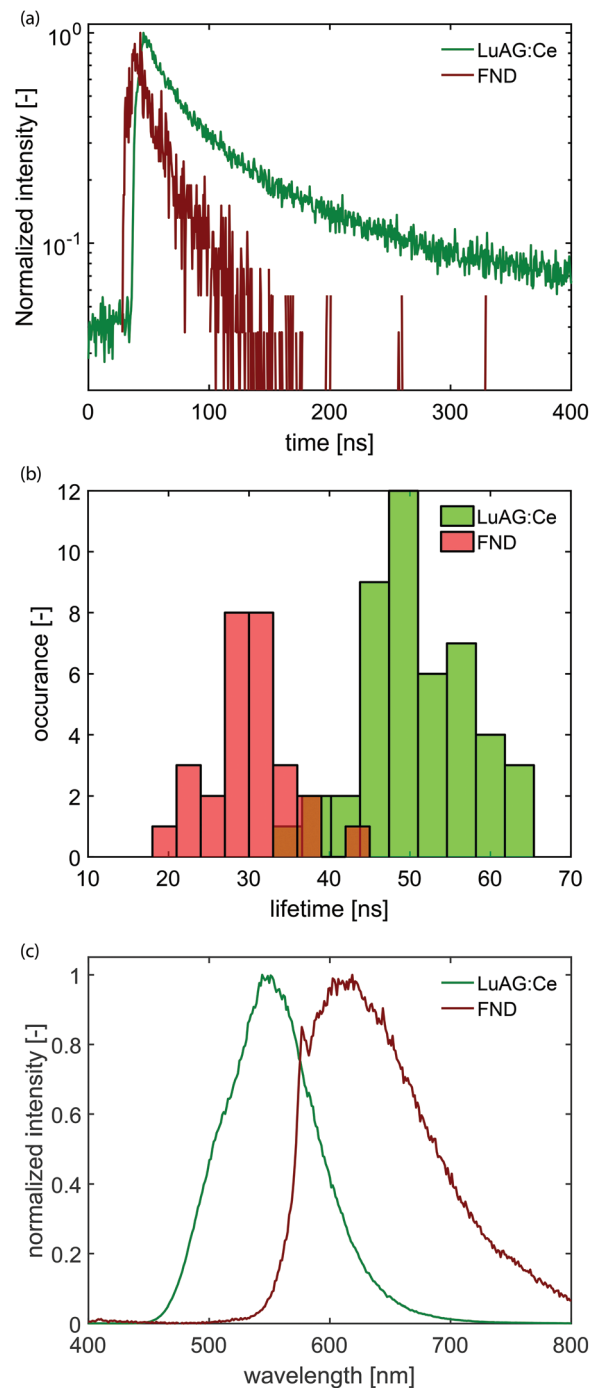 (a)
10^0
LuAG:Ce
FND
Normalized intensity [-]
10^-1
0 100 200 300 400
time [ns]
(b)
12
LuAG:Ce
10
FND
8
occurance [-]
6
4
2
0
10 20 30 40 50 60 70
lifetime [ns]
(c)
1
LuAG:Ce
FND
0.8
normalized intensity [-]
0.6
0.4
0.2
0
400 500 600 700 800
wavelength [nm]